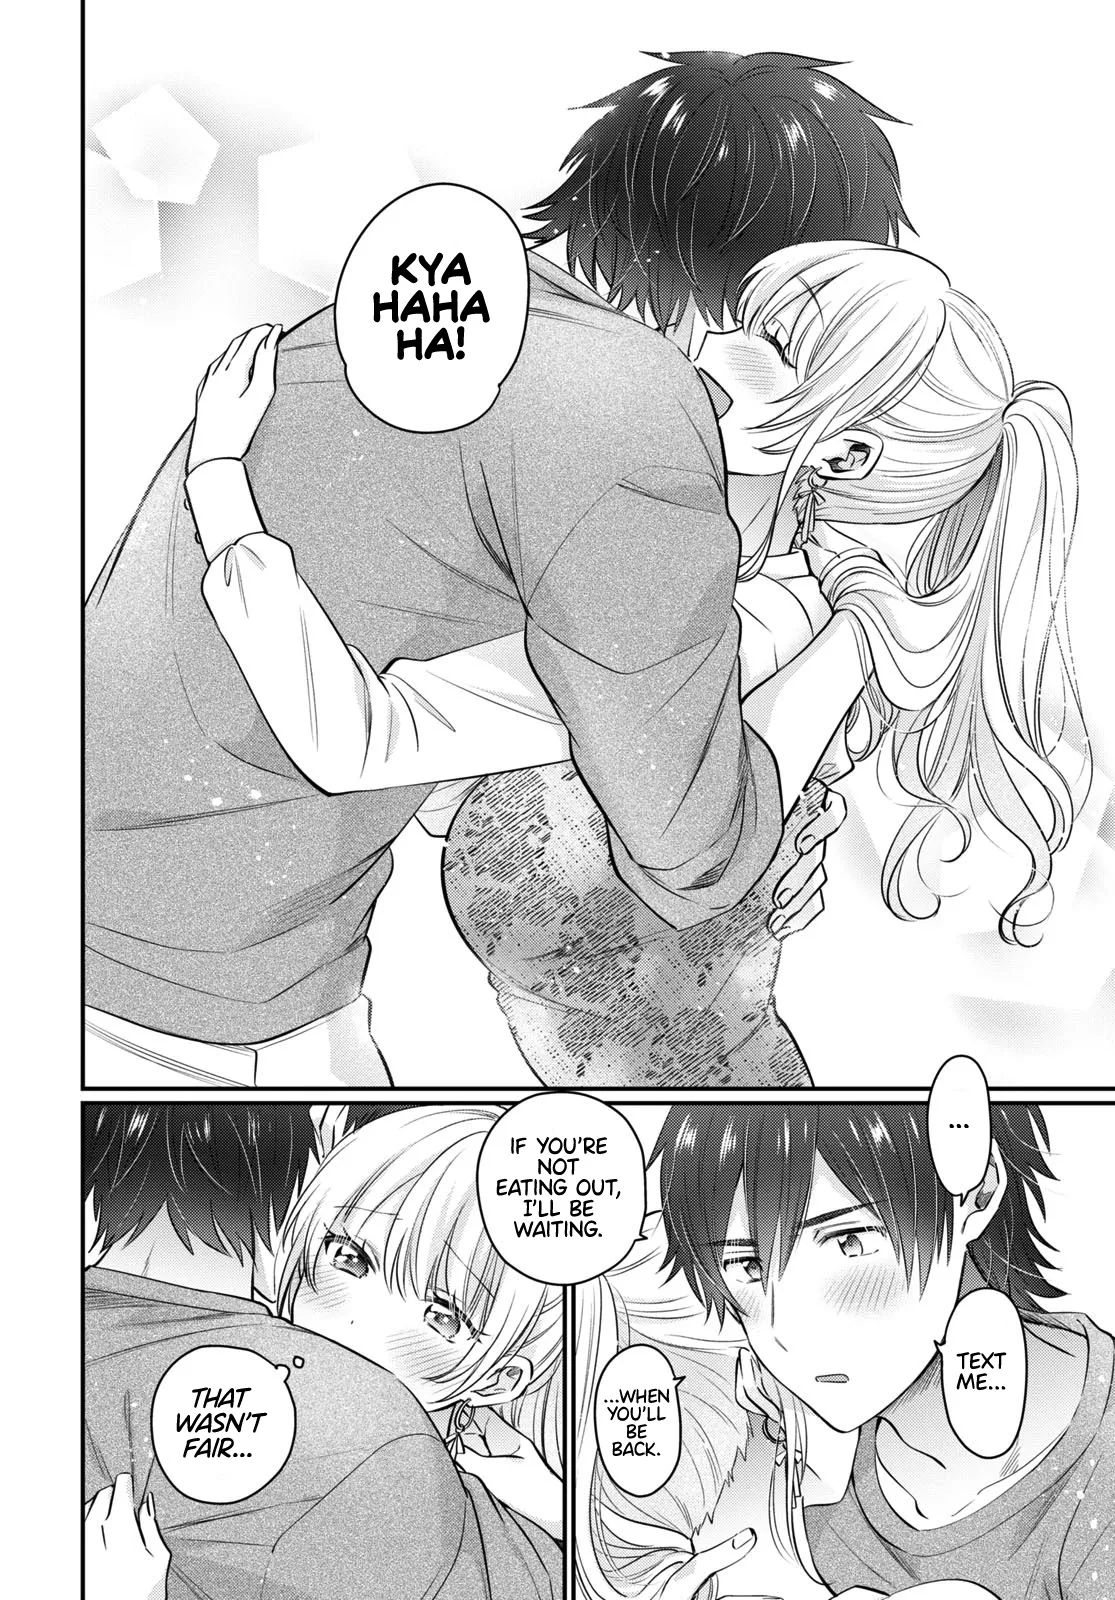 KYA
HAHA
HA!
...
TEXT
ME...
...WHEN
YOU'LL
BE
BACK.
IF YOU'RE
NOT
EATING OUT,
I'LL BE
WAITING.
THAT
WASN'T
FAIR...